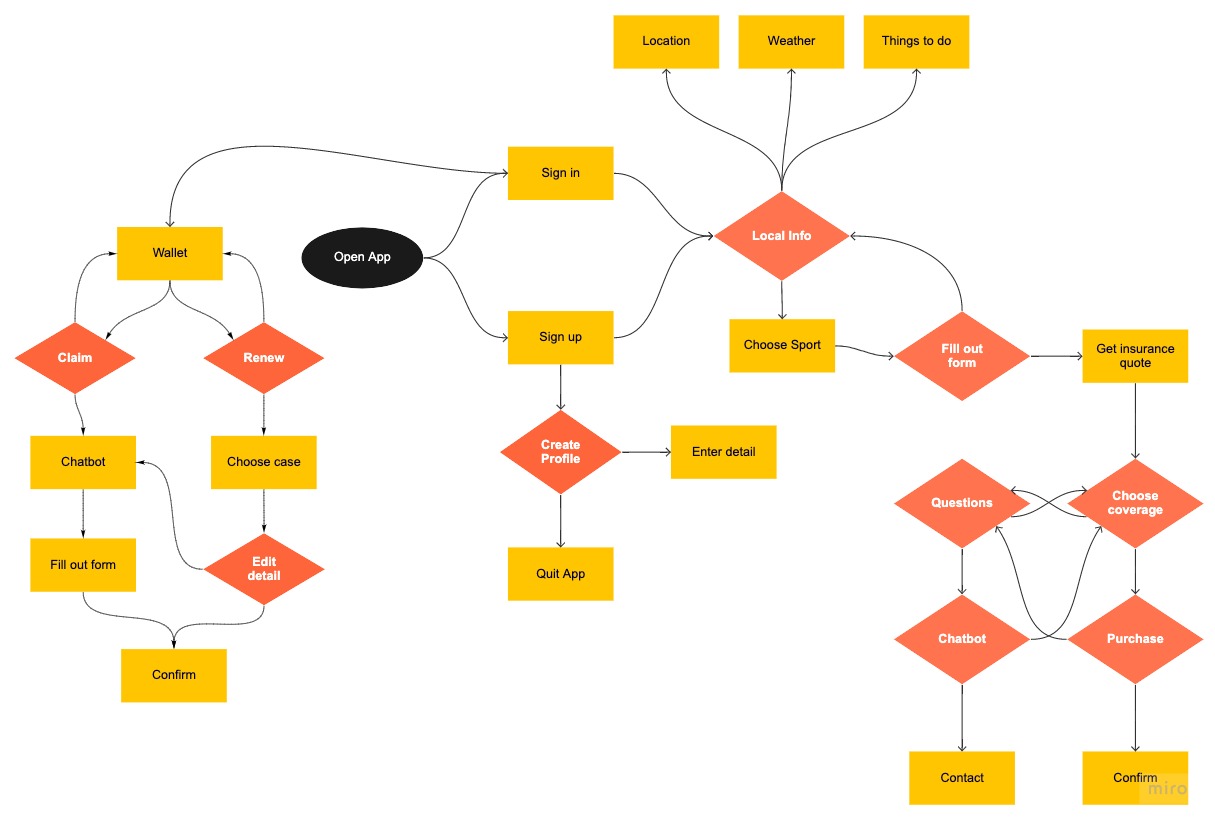 Location
Weather
Things to do
Sign in
Local Info
Wallet
Open App
Sign up
Choose Sport
Fill out
form
Get insurance
quote
Claim
Renew
Create
Profile
Enter detail
Chatbot
Choose case
Questions
Choose
coverage
Fill out form
Edit
detail
Quit App
Chatbot
Purchase
Confirm
Contact
Confirm
miro